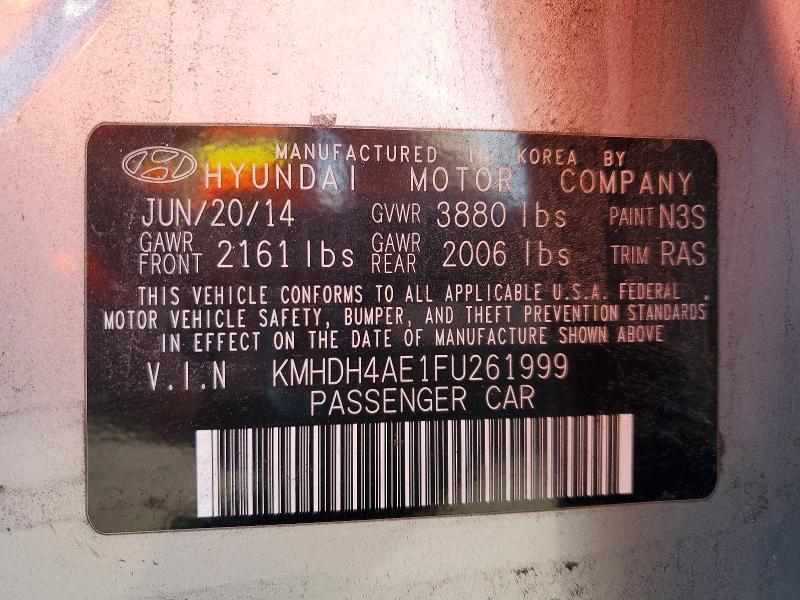 MANUFACTURED IN KOREA BY
HYUNDAI MOTOR COMPANY
JUN/20/14 GVWR 3880 lbs PAINT N3S
GAWR FRONT 2161 lbs GAWR REAR 2006 lbs TRIM RAS
THIS VEHICLE CONFORMS TO ALL APPLICABLE U.S.A. FEDERAL
MOTOR VEHICLE SAFETY, BUMPER, AND THEFT PREVENTION STANDARDS
IN EFFECT ON THE DATE OF MANUFACTURE SHOWN ABOVE
V.I.N KMHDH4AE1FU261999
PASSENGER CAR